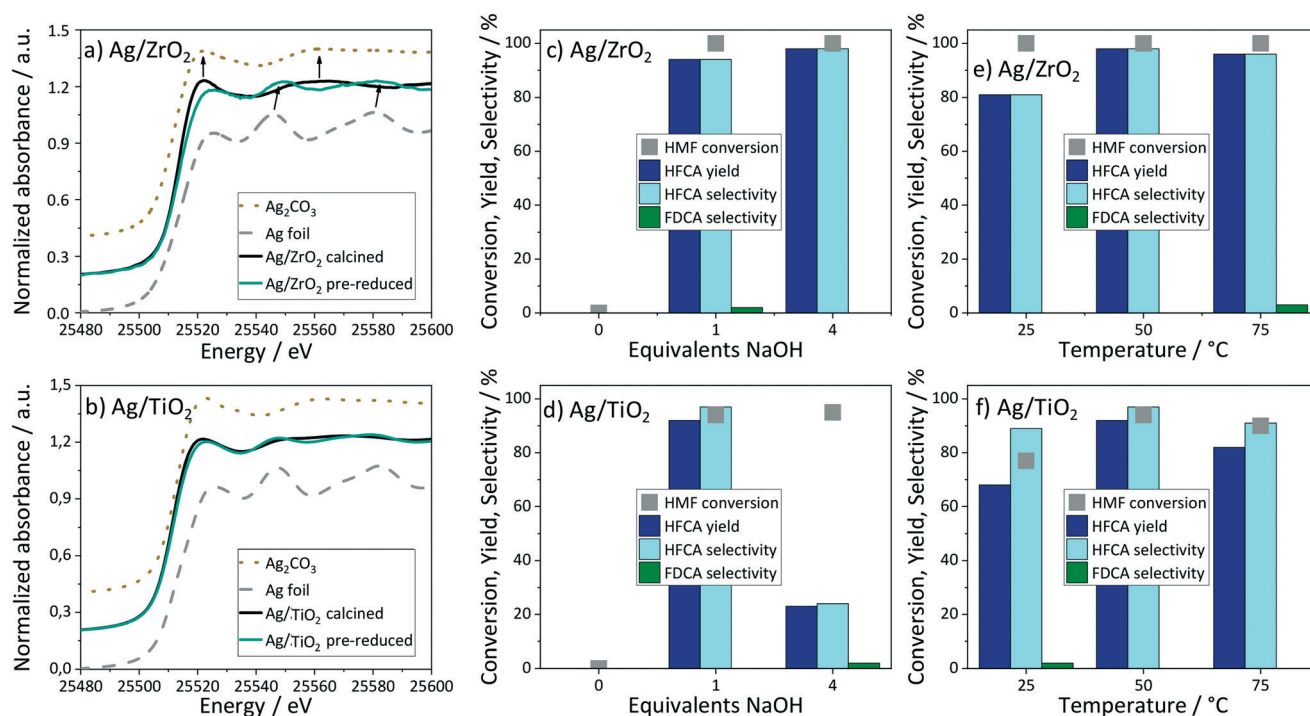 a) Ag/ZrO₂
Normalized absorbance / a.u.
1.5
1.2
0.9
0.6
0.3
0.0
Ag₂CO₃
Ag foil
Ag/ZrO₂ calcined
Ag/ZrO₂ pre-reduced
25480 25500 25520 25540 25560 25580 25600
Energy / eV
c) Ag/ZrO₂
Conversion, Yield, Selectivity / %
100
80
60
40
20
0
HMF conversion
HFCA yield
HFCA selectivity
FDCA selectivity
0 1 4
Equivalents NaOH
e) Ag/ZrO₂
Conversion, Yield, Selectivity / %
100
80
60
40
20
0
HMF conversion
HFCA yield
HFCA selectivity
FDCA selectivity
25 50 75
Temperature / °C
b) Ag/TiO₂
Normalized absorbance / a.u.
1,5
1,2
0,9
0,6
0,3
0,0
Ag₂CO₃
Ag foil
Ag/TiO₂ calcined
Ag/TiO₂ pre-reduced
25480 25500 25520 25540 25560 25580 25600
Energy / eV
d) Ag/TiO₂
Conversion, Yield, Selectivity / %
100
80
60
40
20
0
HMF conversion
HFCA yield
HFCA selectivity
FDCA selectivity
0 1 4
Equivalents NaOH
f) Ag/TiO₂
Conversion, Yield, Selectivity / %
100
80
60
40
20
0
HMF conversion
HFCA yield
HFCA selectivity
FDCA selectivity
25 50 75
Temperature / °C